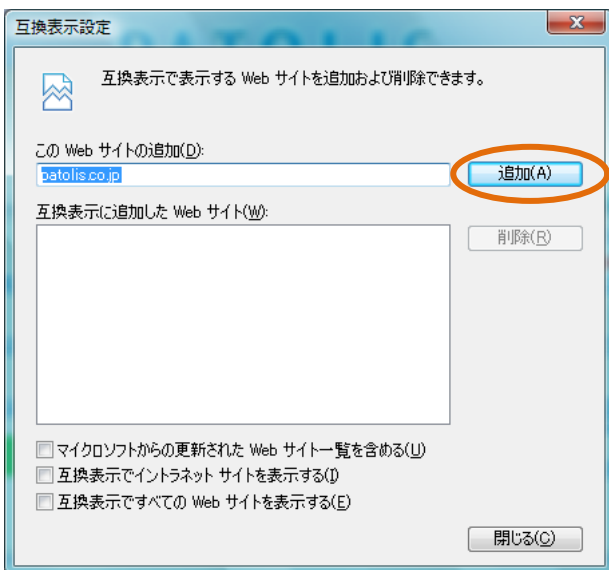 PATOLIS
互換表示設定
互換表示で表示する Web サイトを追加および削除できます。
この Web サイトの追加(D):
patolis.co.jp
追加(A)
互換表示に追加した Web サイト(W):
削除(R)
マイクロソフトからの更新された Web サイト一覧を含める(U)
互換表示でイントラネット サイトを表示する(I)
互換表示ですべての Web サイトを表示する(E)
閉じる(C)